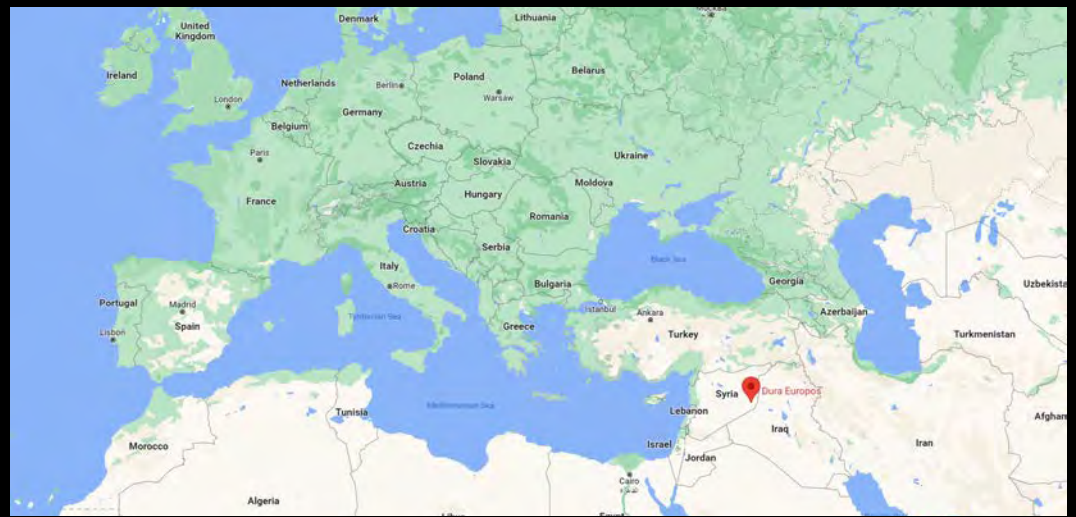 Москва
Denmark
Lithuania
United
Kingdom
Ireland
Belarus
Netherlands
Berlin
Poland
Warsaw
London
Germany
Belgium
Czechia
Paris
Ukraine
Slovakia
Austria
Moldova
Hungary
France
Romania
Croatia
Serbia
Italy
Black Sea
Rome
Bulgaria
Georgia
Uzbekista
Portugal
Madrid
Istanbul
Ankara
Azerbaijan
Tyrrhenian Sea
Spain
Greece
Lisbon
Turkey
Turkmenistan
Syria
Dura Europos
Mediterranean Sea
Tunisia
Lebanon
Afghan
Iraq
Morocco
Israel
Iran
Jordan
Cairo
Algeria
Libya
Egypt